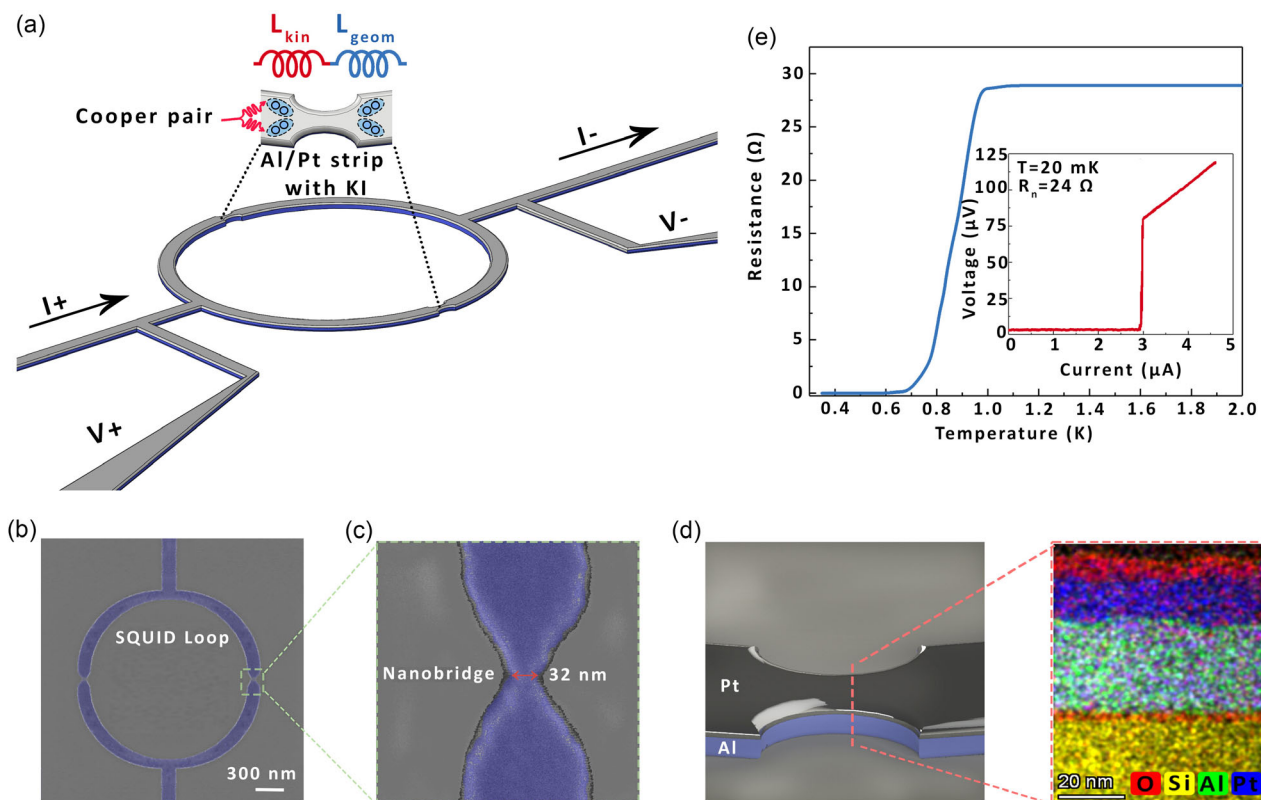 (a)
L_kin L_geom
Cooper pair
Al/Pt strip
with KI
I-
V-
I+
V+
(e)
Resistance (Ω)
30
25
20
15
10
5
0
0.4 0.6 0.8 1.0 1.2 1.4 1.6 1.8 2.0
Temperature (K)
T=20 mK
R_n=24 Ω
Voltage (µV)
125
100
75
50
25
0
0 1 2 3 4 5
Current (µA)
(b)
SQUID Loop
300 nm
(c)
Nanobridge 32 nm
(d)
Pt
Al
20 nm
O Si Al Pt